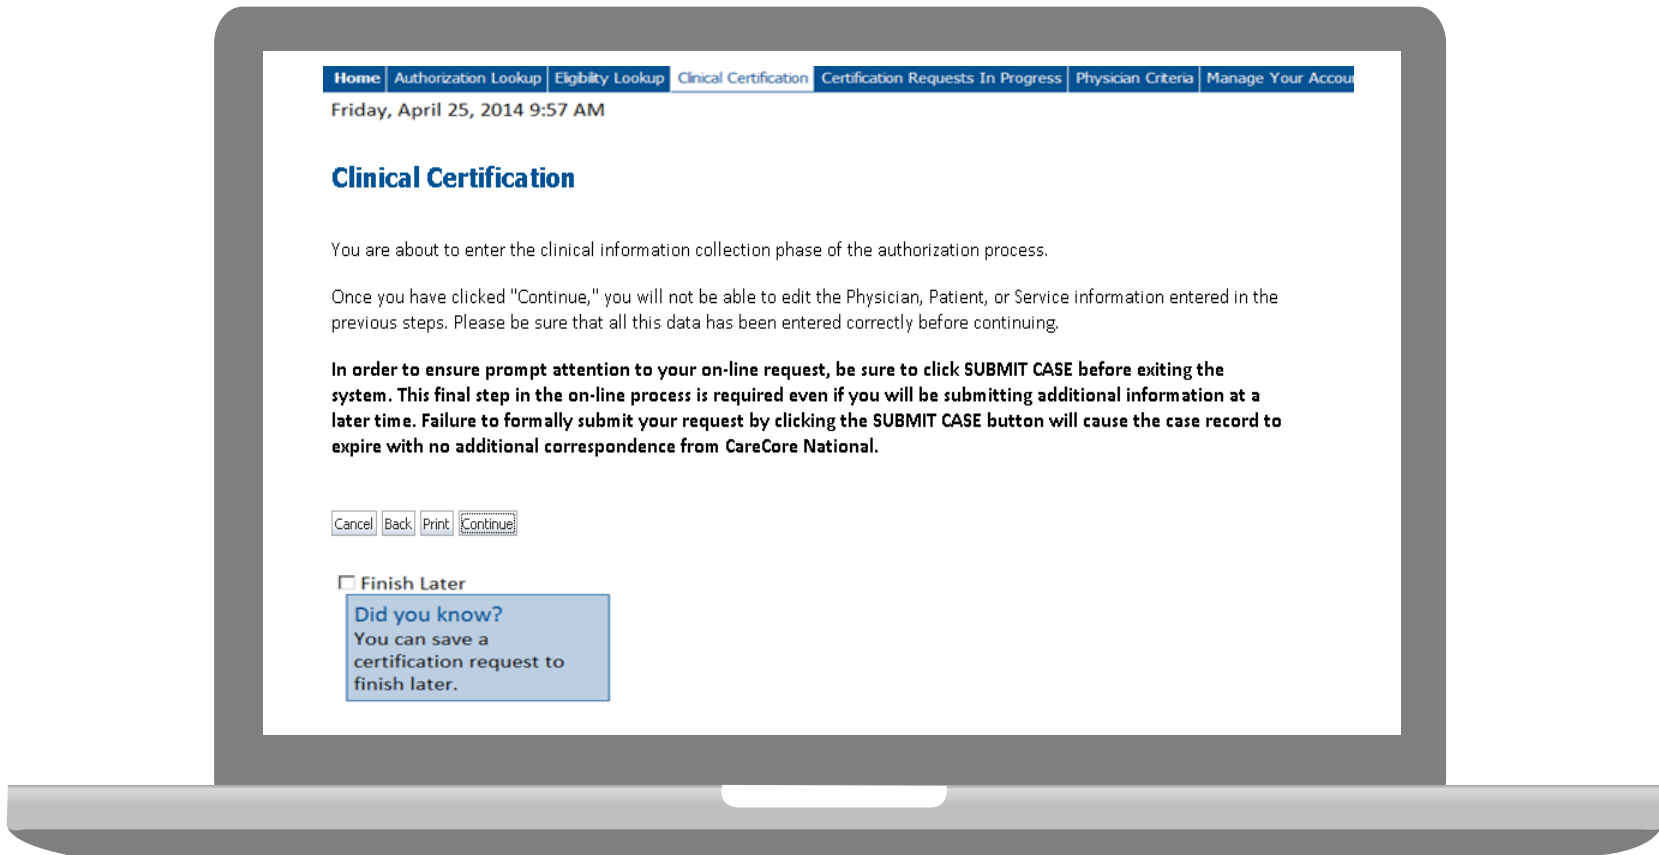 Home Authorization Lookup Eligibility Lookup Clinical Certification Certification Requests In Progress Physician Criteria Manage Your Accou
Friday, April 25, 2014 9:57 AM
Clinical Certification
You are about to enter the clinical information collection phase of the authorization process.
Once you have clicked "Continue," you will not be able to edit the Physician, Patient, or Service information entered in the
previous steps. Please be sure that all this data has been entered correctly before continuing.
In order to ensure prompt attention to your on-line request, be sure to click SUBMIT CASE before exiting the
system. This final step in the on-line process is required even if you will be submitting additional information at a
later time. Failure to formally submit your request by clicking the SUBMIT CASE button will cause the case record to
expire with no additional correspondence from CareCore National.
Cancel Back Print Continue
Finish Later
Did you know?
You can save a
certification request to
finish later.